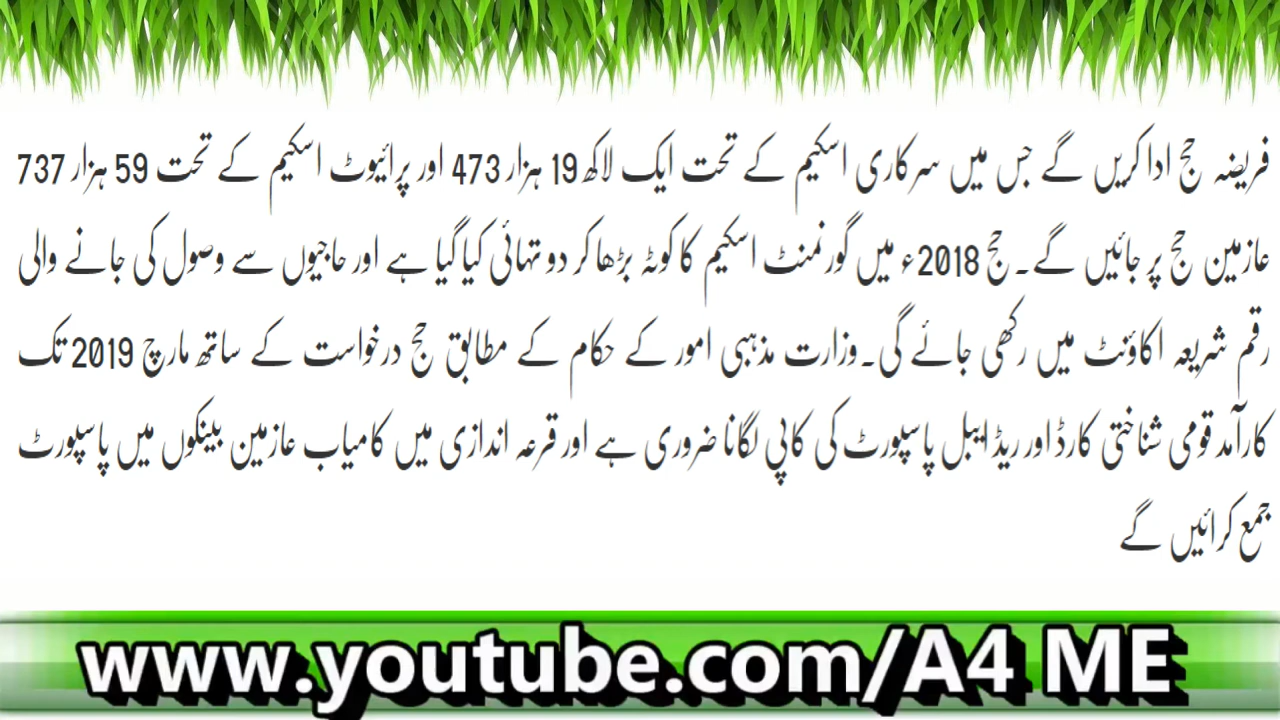 فریضہ حج ادا کریں گے جس میں سرکاری اسکیم کے تحت ایک لاکھ 19 ہزار 473 اور پرائیوٹ اسکیم کے تحت 59 ہزار 737
عازمین حج پر جائیں گے۔ حج 2018ء میں گورنمنٹ اسکیم کا کوٹہ بڑھا کر دو تہائی کیا گیا ہے اور حاجیوں سے وصول کی جانے والی
رقم شریعہ اکاؤنٹ میں رکھی جائے گی۔ وزارت مذہبی امور کے حکام کے مطابق حج درخواست کے ساتھ مارچ 2019 تک
کارآمد قومی شناختی کارڈ اور ریڈ ایبل پاسپورٹ کی کاپی لگانا ضروری ہے اور قرعہ اندازی میں کامیاب عازمین بینکوں میں پاسپورٹ
جمع کرائیں گے
www.youtube.com/A4 ME